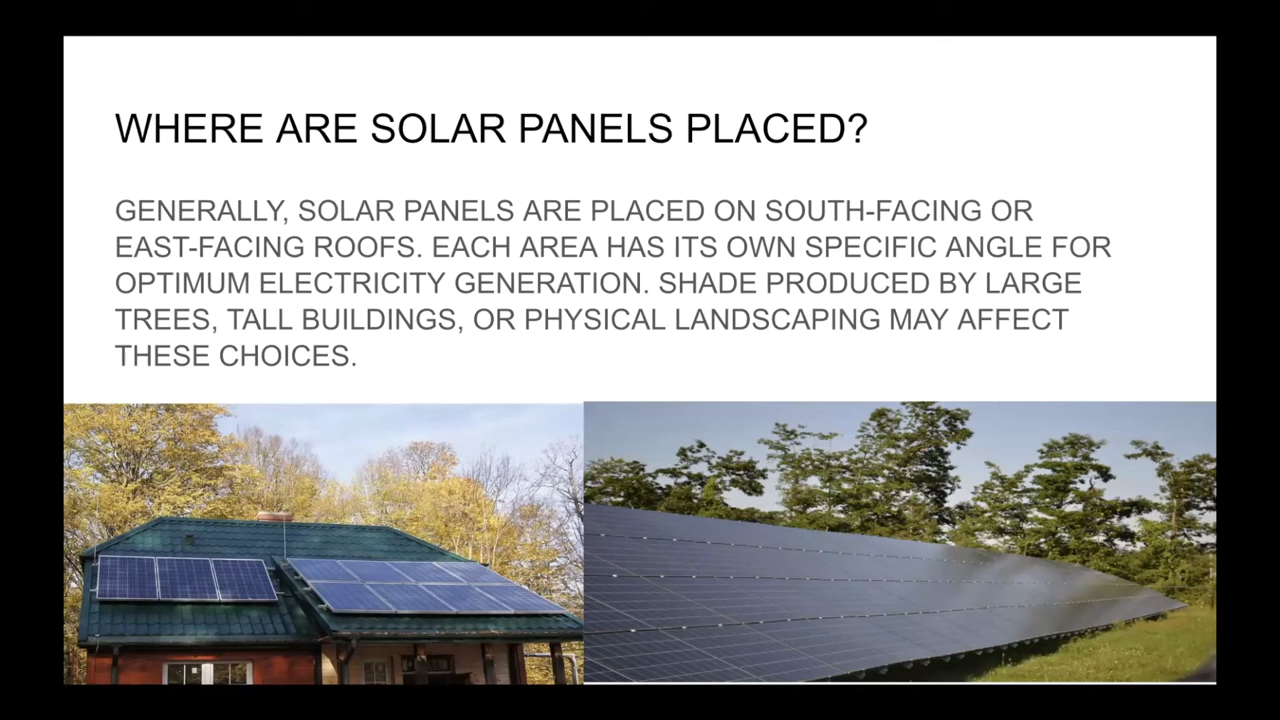 WHERE ARE SOLAR PANELS PLACED?
GENERALLY, SOLAR PANELS ARE PLACED ON SOUTH-FACING OR
EAST-FACING ROOFS. EACH AREA HAS ITS OWN SPECIFIC ANGLE FOR
OPTIMUM ELECTRICITY GENERATION. SHADE PRODUCED BY LARGE
TREES, TALL BUILDINGS, OR PHYSICAL LANDSCAPING MAY AFFECT
THESE CHOICES.